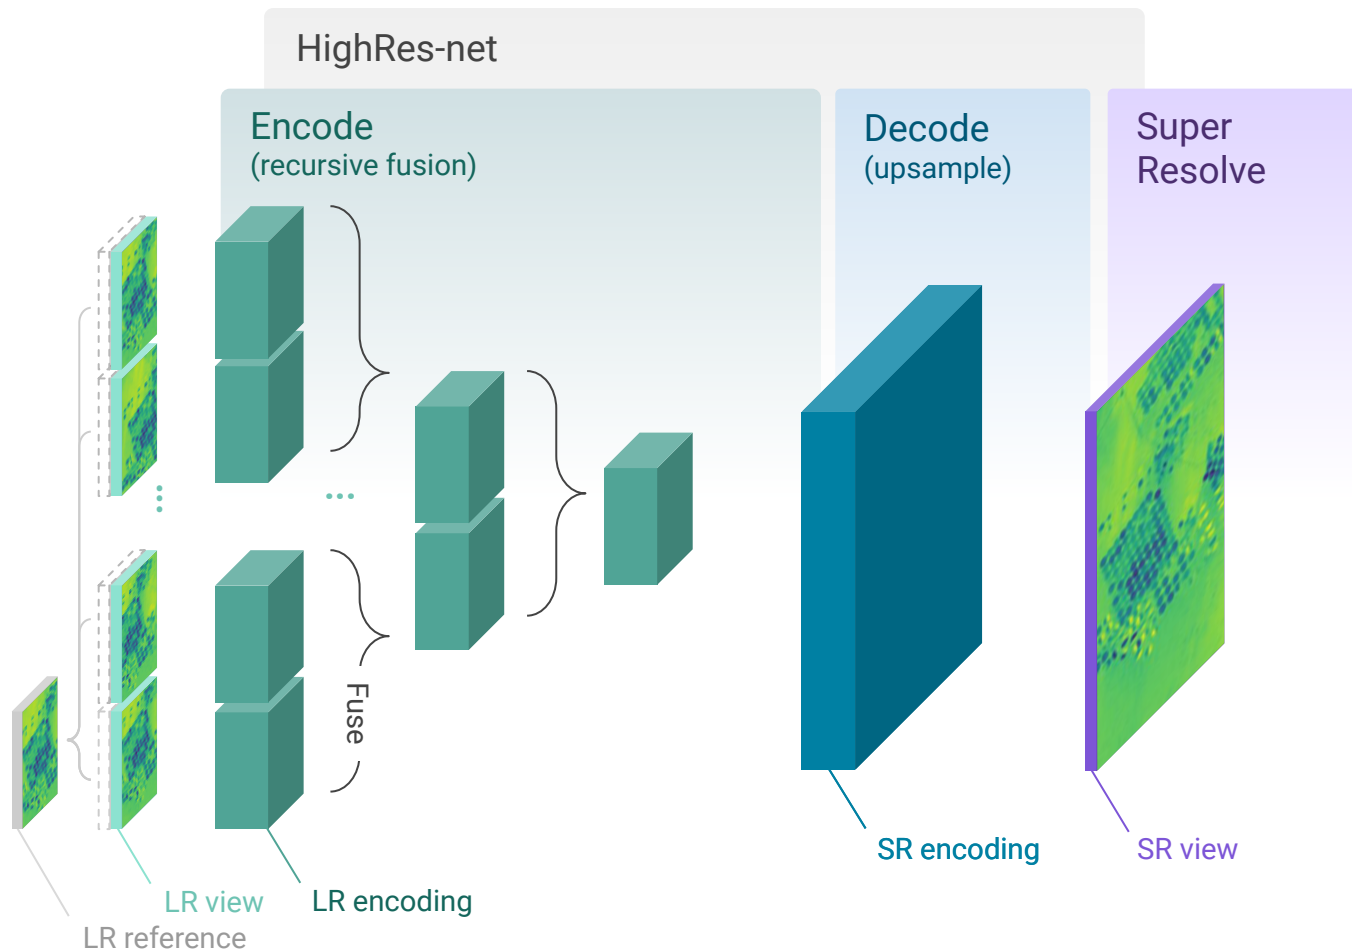 HighRes-net
Encode
(recursive fusion)
Decode
(upsample)
Super
Resolve
Fuse
SR encoding
SR view
LR view
LR encoding
LR reference